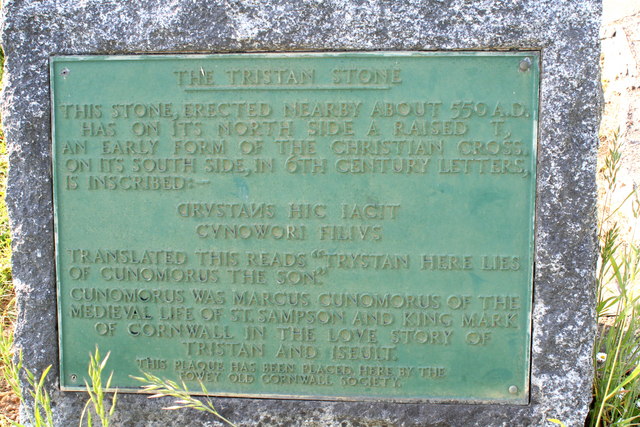 THE TRISTAN STONE
THIS STONE, ERECTED NEARBY ABOUT 550 A.D.
HAS ON ITS NORTH SIDE A RAISED T,
AN EARLY FORM OF THE CHRISTIAN CROSS.
ON ITS SOUTH SIDE, IN 6TH CENTURY LETTERS,
IS INSCRIBED:—
DRVSTANS HIC IACIT
CVNOWORI FILIVS
TRANSLATED THIS READS "TRYSTAN HERE LIES
OF CUNOMORUS THE SON."
CUNOMORUS WAS MARCUS CUNOMORUS OF THE
MEDIEVAL LIFE OF ST. SAMPSON AND KING MARK
OF CORNWALL IN THE LOVE STORY OF
TRISTAN AND ISEULT.
THIS PLAQUE HAS BEEN PLACED HERE BY THE
FOWEY OLD CORNWALL SOCIETY.